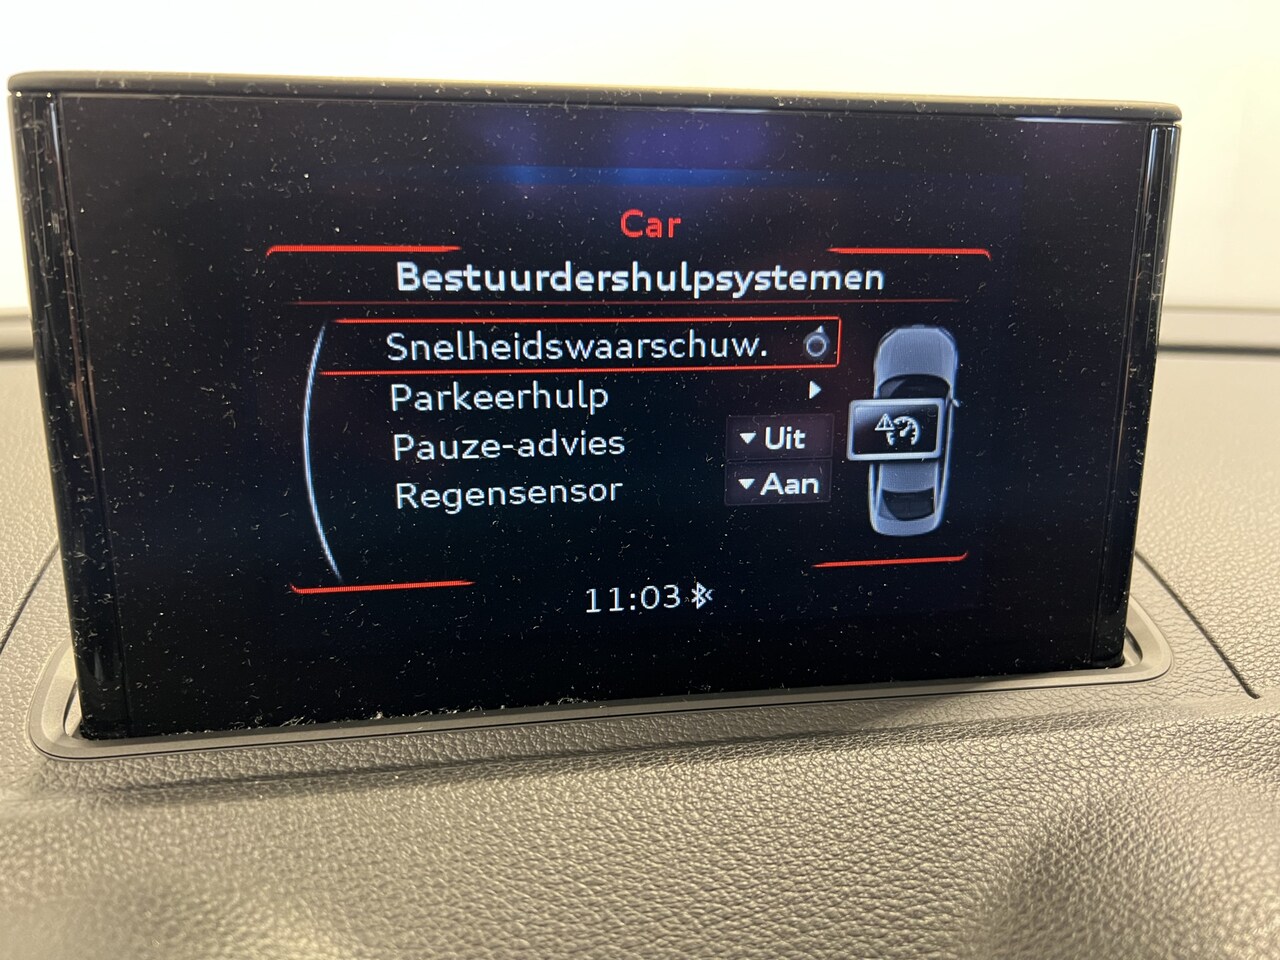 Car
Bestuurdershulpsystemen
Snelheidswaarschuw.
Parkeerhulp
Pauze-advies Uit
Regensensor Aan
11:03